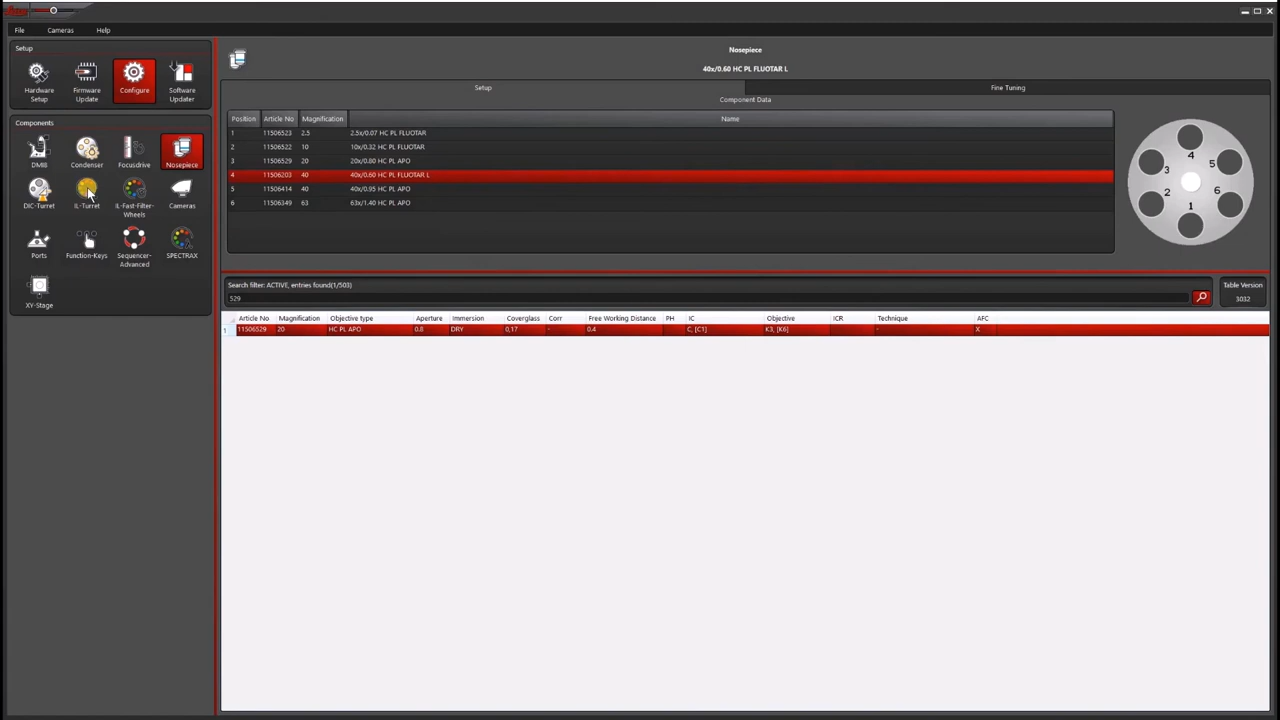 File Cameras Help
Setup
Hardware Setup
Firmware Update
Configure
Software Updater
Components
DMI8
Condenser
Focusdrive
Nosepiece
DIC-Turret
IL-Turret
IL-Fast-Filter-Wheels
Cameras
Ports
Function-Keys
Sequencer-Advanced
SPECTRAX
XY-Stage
Nosepiece
40x/0.60 HC PL FLUOTAR L
Setup Fine Tuning
Component Data
Position Article No Magnification Name
1 11506523 2.5 2.5x/0.07 HC PL FLUOTAR
2 11506522 10 10x/0.32 HC PL FLUOTAR
3 11506529 20 20x/0.80 HC PL APO
4 11506203 40 40x/0.60 HC PL FLUOTAR L
5 11506414 40 40x/0.95 HC PL APO
6 11506349 63 63x/1.40 HC PL APO
4
3 5
2 6
1
Search filter: ACTIVE, entries found(1/503)
529
Table Version
3032
Article No Magnification Objective type Aperture Immersion Coverglass Corr Free Working Distance PH IC Objective ICR Technique AFC
1 11506529 20 HC PL APO 0.8 DRY 0,17 - 0.4 C, [C1] K3, [K6] - X